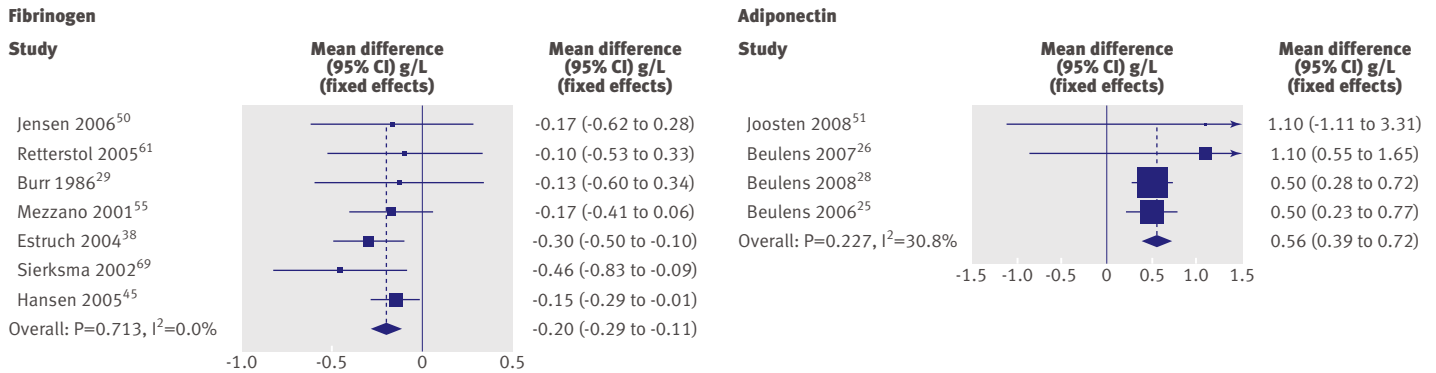 Fibrinogen
Study
Mean difference
(95% CI) g/L
(fixed effects)
Mean difference
(95% CI) g/L
(fixed effects)
Jensen 2006⁵⁰ -0.17 (-0.62 to 0.28)
Retterstol 2005⁶¹ -0.10 (-0.53 to 0.33)
Burr 1986²⁹ -0.13 (-0.60 to 0.34)
Mezzano 2001⁵⁵ -0.17 (-0.41 to 0.06)
Estruch 2004³⁸ -0.30 (-0.50 to -0.10)
Sierksma 2002⁶⁹ -0.46 (-0.83 to -0.09)
Hansen 2005⁴⁵ -0.15 (-0.29 to -0.01)
Overall: P=0.713, I²=0.0% -0.20 (-0.29 to -0.11)
-1.0 -0.5 0 0.5
Adiponectin
Study
Mean difference
(95% CI) g/L
(fixed effects)
Mean difference
(95% CI) g/L
(fixed effects)
Joosten 2008⁵¹ 1.10 (-1.11 to 3.31)
Beulens 2007²⁶ 1.10 (0.55 to 1.65)
Beulens 2008²⁸ 0.50 (0.28 to 0.72)
Beulens 2006²⁵ 0.50 (0.23 to 0.77)
Overall: P=0.227, I²=30.8% 0.56 (0.39 to 0.72)
-1.5 -1.0 -0.5 0 0.5 1.0 1.5